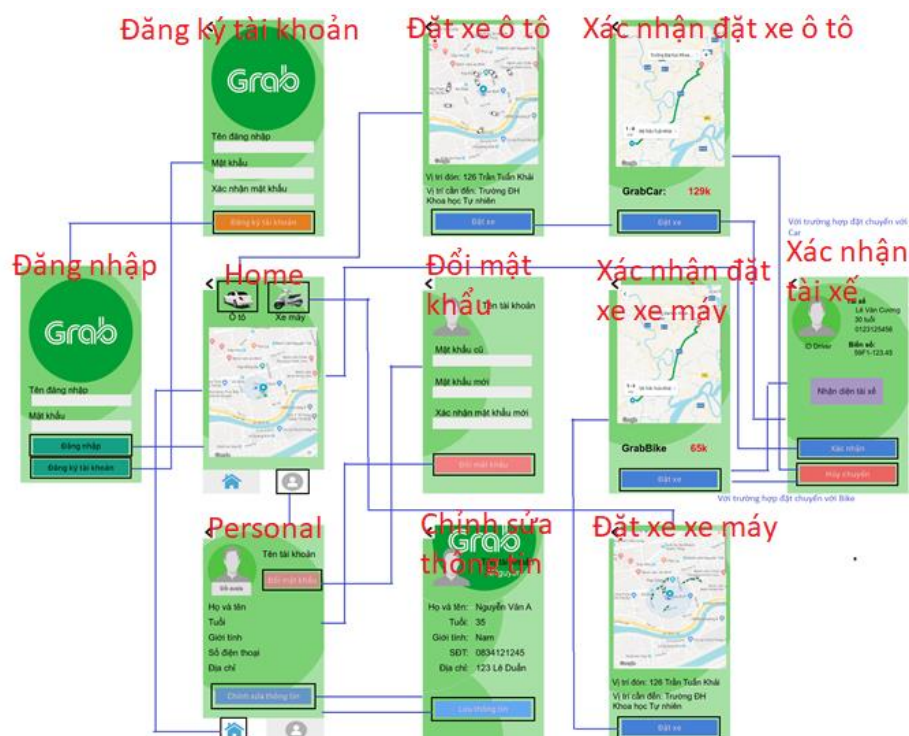 Đăng ký tài khoản
Grab
Tên đăng nhập
Mật khẩu
Xác nhận mật khẩu
Đăng ký tài khoản
Đặt xe ô tô
Vị trí đón: 126 Trần Tuấn Khải
Vị trí cần đến: Trường ĐH
Khoa học Tự nhiên
Đặt xe
Xác nhận đặt xe ô tô
GrabCar: 129k
Đặt xe
Với trường hợp đặt chuyến với
Car
Đăng nhập
Grab
Tên đăng nhập
Mật khẩu
Đăng nhập
Đăng ký tài khoản
Home
Ô tô
Xe máy
Đổi mật
khẩu
Tên tài khoản
Mật khẩu cũ
Mật khẩu mới
Xác nhận mật khẩu mới
Đổi mật khẩu
Xác nhận đặt
xe xe máy
GrabBike 65k
Đặt xe
Xác nhận
tài xế
Lê Văn Cường
30 tuổi
0123125456
Biển số:
59F1-123.45
ID Driver
Nhận diện tài xế
Xác nhận
Hủy chuyến
Với trường hợp đặt chuyến với Bike
Personal
Tên tài khoản
Đổi mật khẩu
Họ và tên
Tuổi
Giới tính
Số điện thoại
Địa chỉ
Chỉnh sửa thông tin
Chỉnh sửa
thông tin
Grab
Họ và tên: Nguyễn Văn A
Tuổi: 35
Giới tính: Nam
SĐT: 0834121245
Địa chỉ: 123 Lê Duẩn
Lưu thông tin
Đặt xe xe máy
Vị trí đón: 126 Trần Tuấn Khải
Vị trí cần đến: Trường ĐH
Khoa học Tự nhiên
Đặt xe